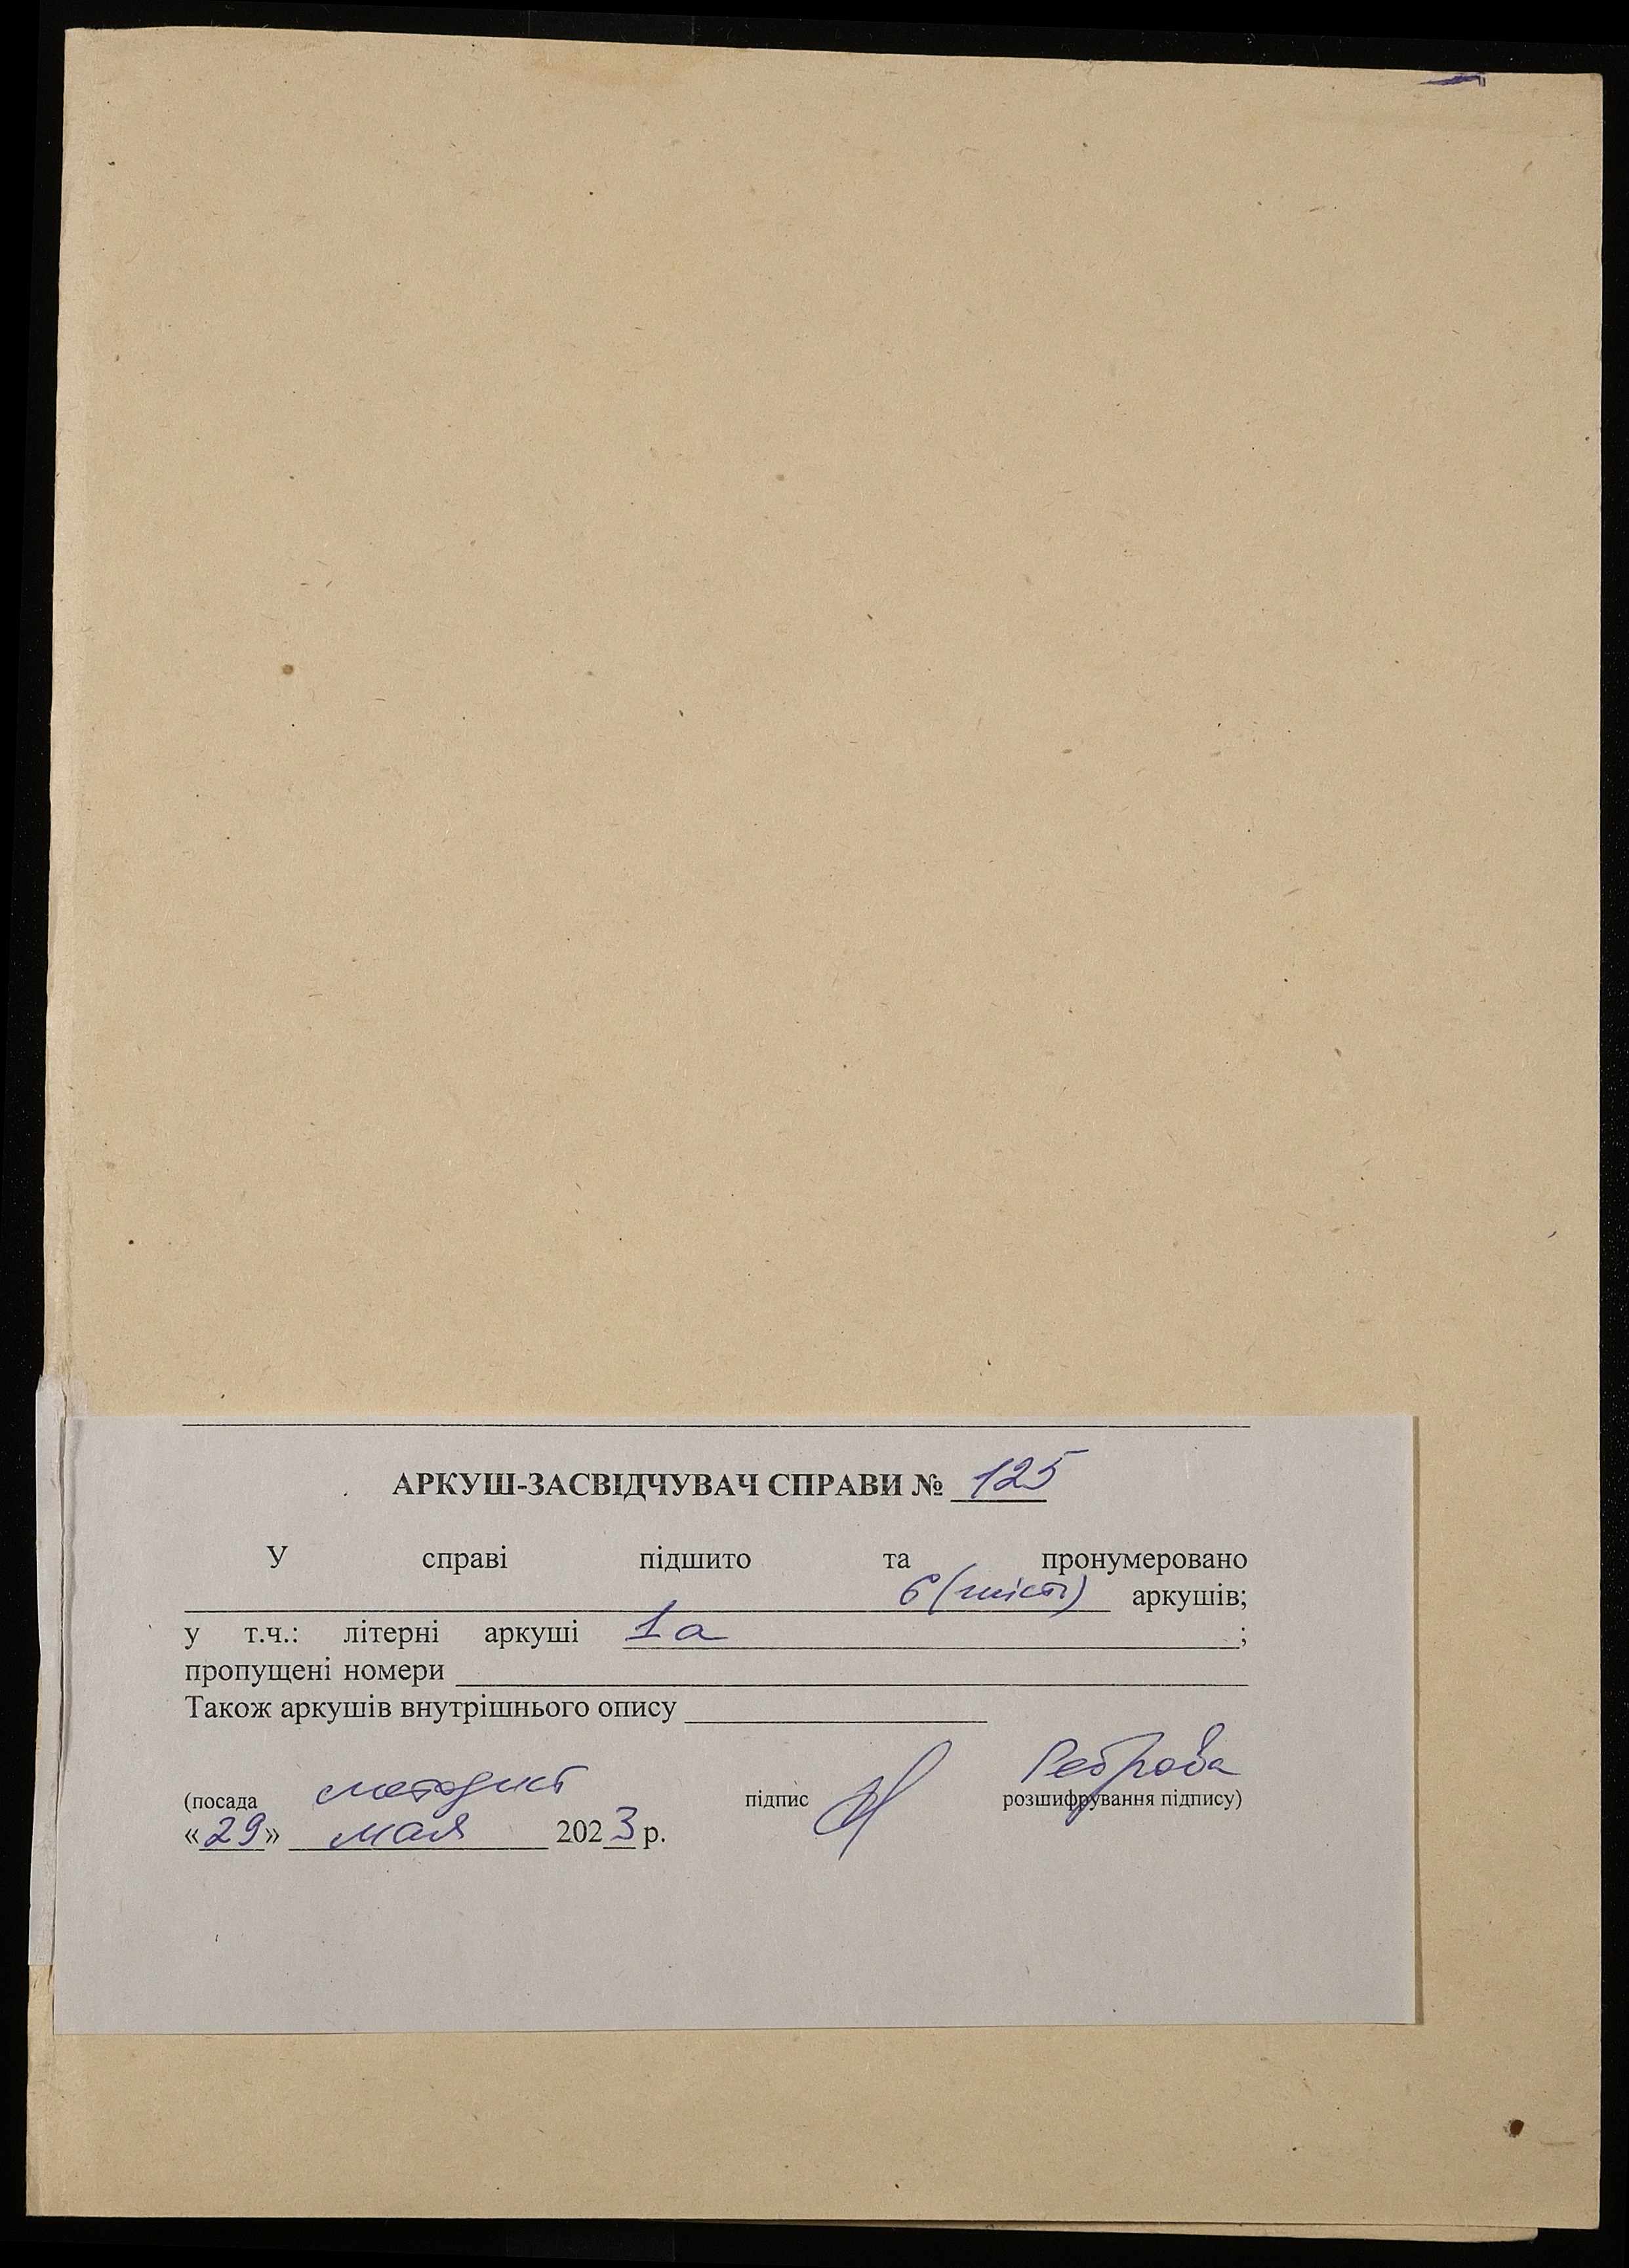 АРКУШ-ЗАСВІДЧУВАЧ СПРАВИ № 125
У справі підшито та пронумеровано
6 (шість) аркушів;
у т.ч.: літерні аркуші 1а ;
пропущені номери
Також аркушів внутрішнього опису
методист Реброва
(посада підпис розшифрування підпису)
«29» мая 2023 р.